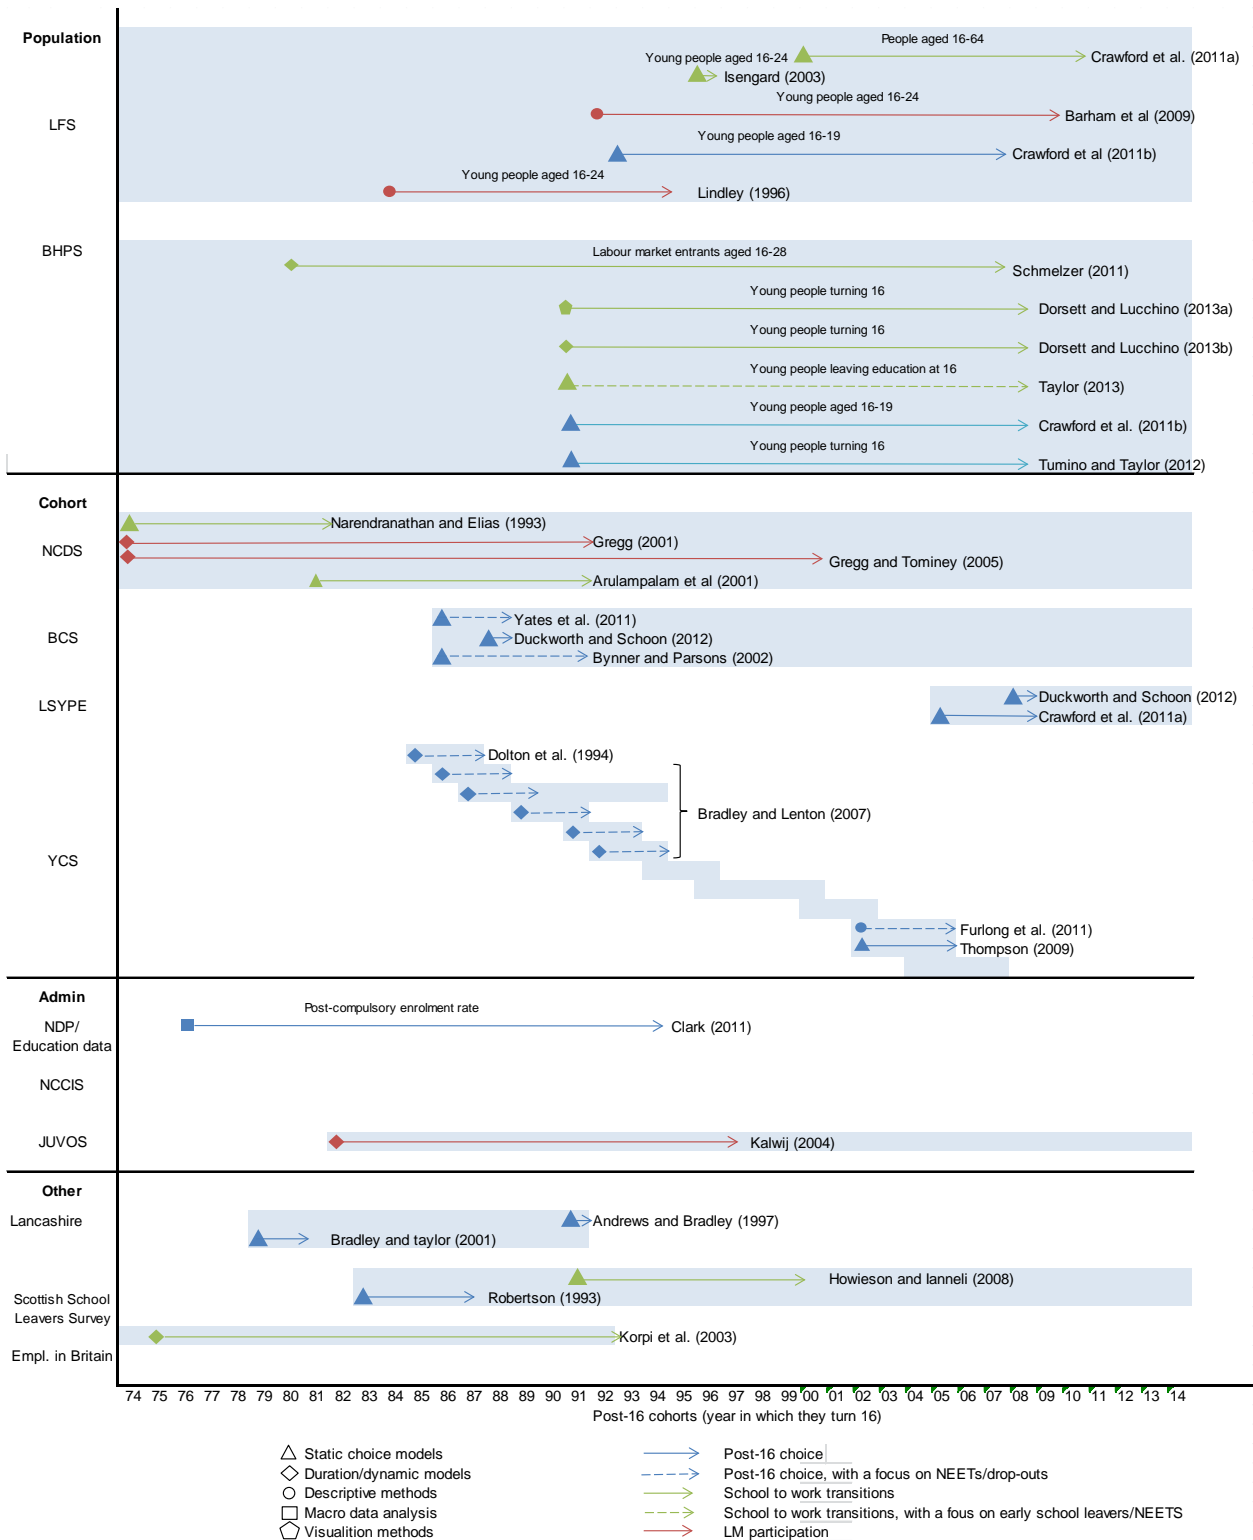 Population
People aged 16-64
Young people aged 16-24
Crawford et al. (2011a)
Isengard (2003)
Young people aged 16-24
LFS
Barham et al (2009)
Young people aged 16-19
Crawford et al (2011b)
Young people aged 16-24
Lindley (1996)
BHPS
Labour market entrants aged 16-28
Schmelzer (2011)
Young people turning 16
Dorsett and Lucchino (2013a)
Young people turning 16
Dorsett and Lucchino (2013b)
Young people leaving education at 16
Taylor (2013)
Young people aged 16-19
Crawford et al. (2011b)
Young people turning 16
Tumino and Taylor (2012)
Cohort
Narendranathan and Elias (1993)
NCDS
Gregg (2001)
Gregg and Tominey (2005)
Arulampalam et al (2001)
Yates et al. (2011)
BCS
Duckworth and Schoon (2012)
Bynner and Parsons (2002)
LSYPE
Duckworth and Schoon (2012)
Crawford et al. (2011a)
Dolton et al. (1994)
Bradley and Lenton (2007)
YCS
Furlong et al. (2011)
Thompson (2009)
Admin
Post-compulsory enrolment rate
NDP/
Education data
Clark (2011)
NCCIS
JUVOS
Kalwij (2004)
Other
Lancashire
Andrews and Bradley (1997)
Bradley and taylor (2001)
Howieson and Ianneli (2008)
Scottish School
Leavers Survey
Robertson (1993)
Korpi et al. (2003)
Empl. in Britain
74 75 76 77 78 79 80 81 82 83 84 85 86 87 88 89 90 91 92 93 94 95 96 97 98 99 00 01 02 03 04 05 06 07 08 09 10 11 12 13 14
Post-16 cohorts (year in which they turn 16)
Static choice models
Duration/dynamic models
Descriptive methods
Macro data analysis
Visualition methods
Post-16 choice
Post-16 choice, with a focus on NEETs/drop-outs
School to work transitions
School to work transitions, with a fous on early school leavers/NEETS
LM participation